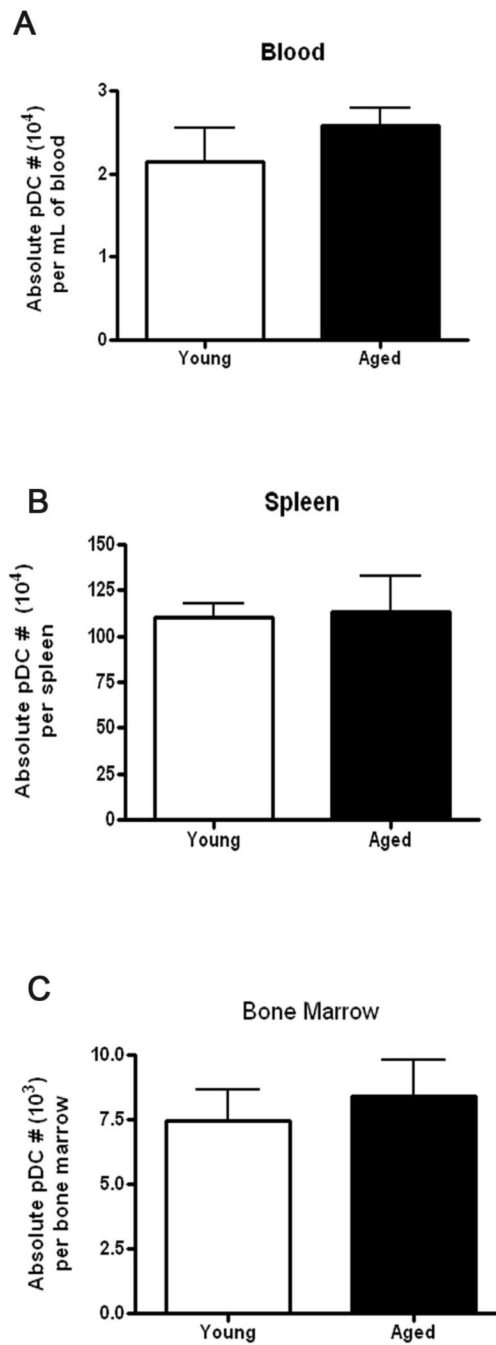 A
Blood
Absolute pDC # (10⁴)
per mL of blood
3
2
1
0
Young Aged
B
Spleen
Absolute pDC # (10⁴)
per spleen
150
125
100
75
50
25
0
Young Aged
C
Bone Marrow
Absolute pDC # (10³)
per bone marrow
10.0
7.5
5.0
2.5
0.0
Young Aged